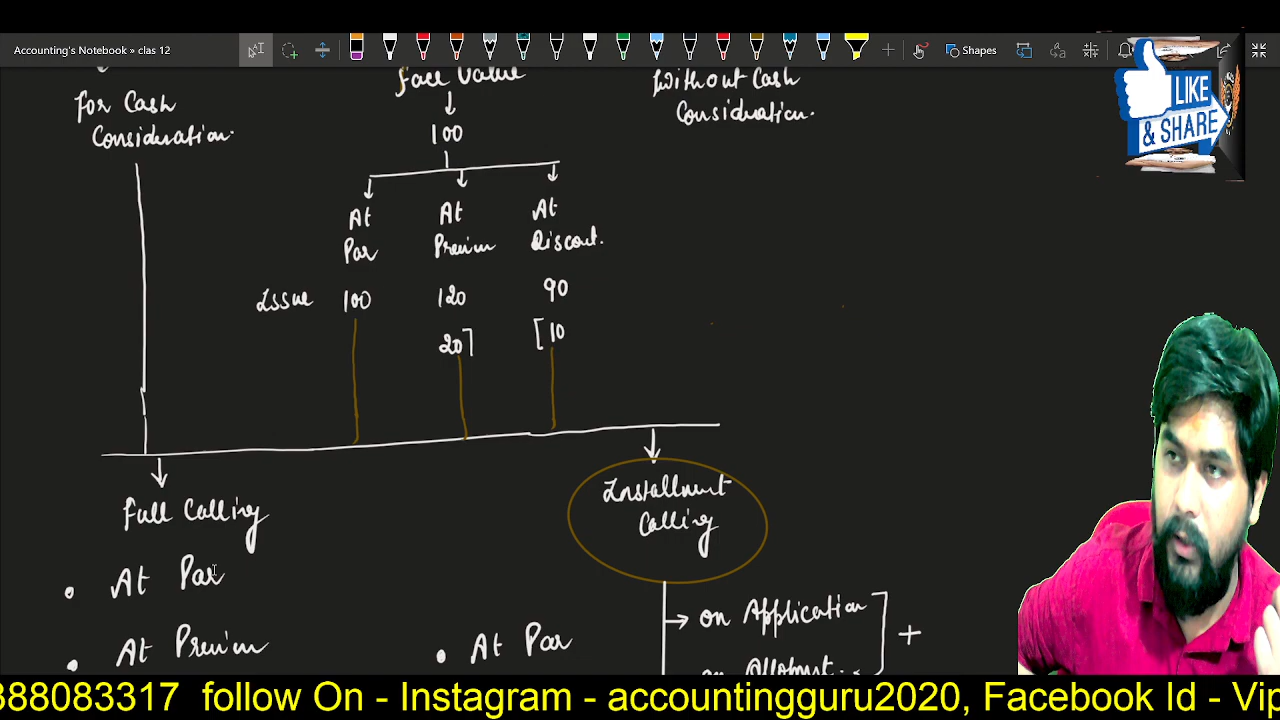 Accounting's Notebook » clas 12
Shapes
LIKE
& SHARE
Face Value
For Cash
Consideration.
Without Cash
Consideration.
100
At
Par
At
Premium
At
Discount.
Issue 100 120 90
20] [10
Full Calling
Installment
Calling
• At Par
• At Premium
• At Par
→ on Application
on Allotment..
+
388083317 follow On - Instagram - accountingguru2020, Facebook Id - Vip